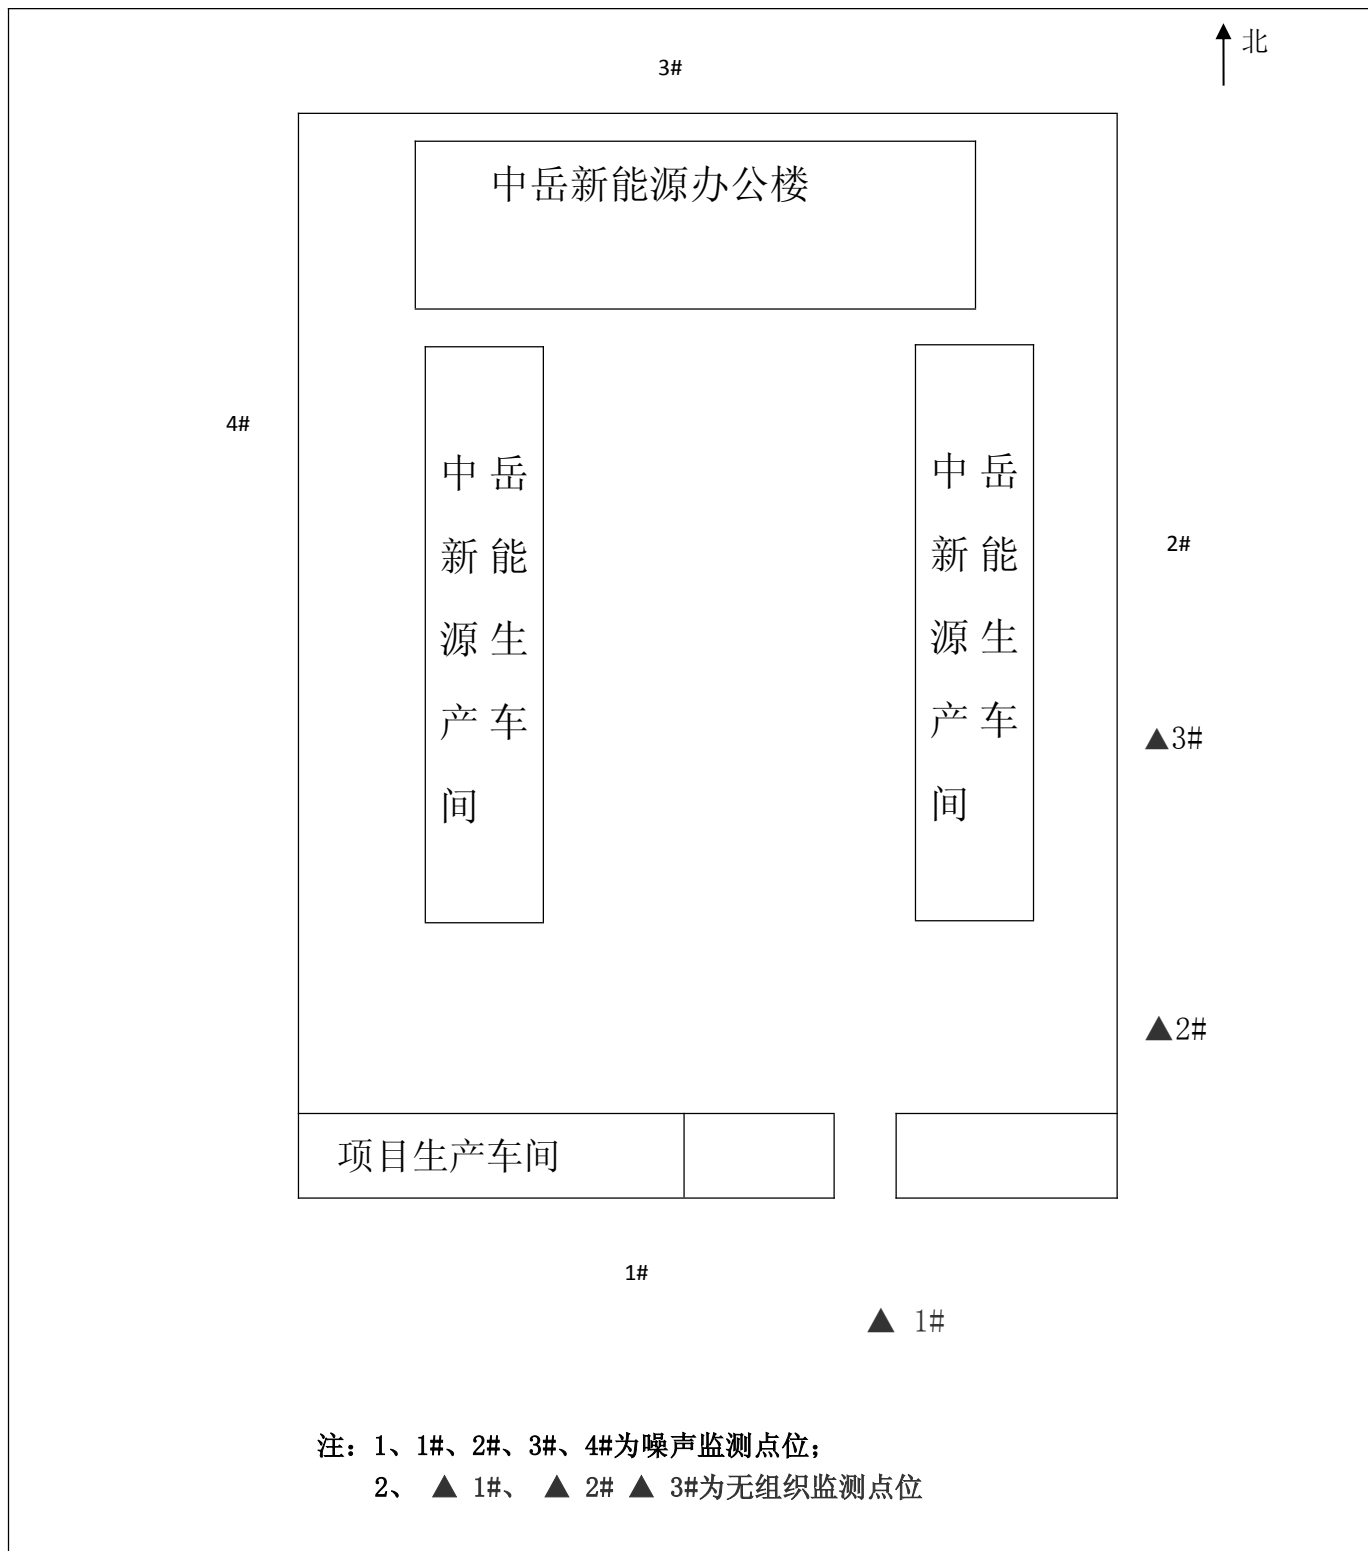 北
3#
中岳新能源办公楼
4#
中岳
新能
源生
产车
间
中岳
新能
源生
产车
间
2#
▲3#
▲2#
项目生产车间
1#
▲ 1#
注：1、1#、2#、3#、4#为噪声监测点位；
2、 ▲ 1#、 ▲ 2# ▲ 3#为无组织监测点位